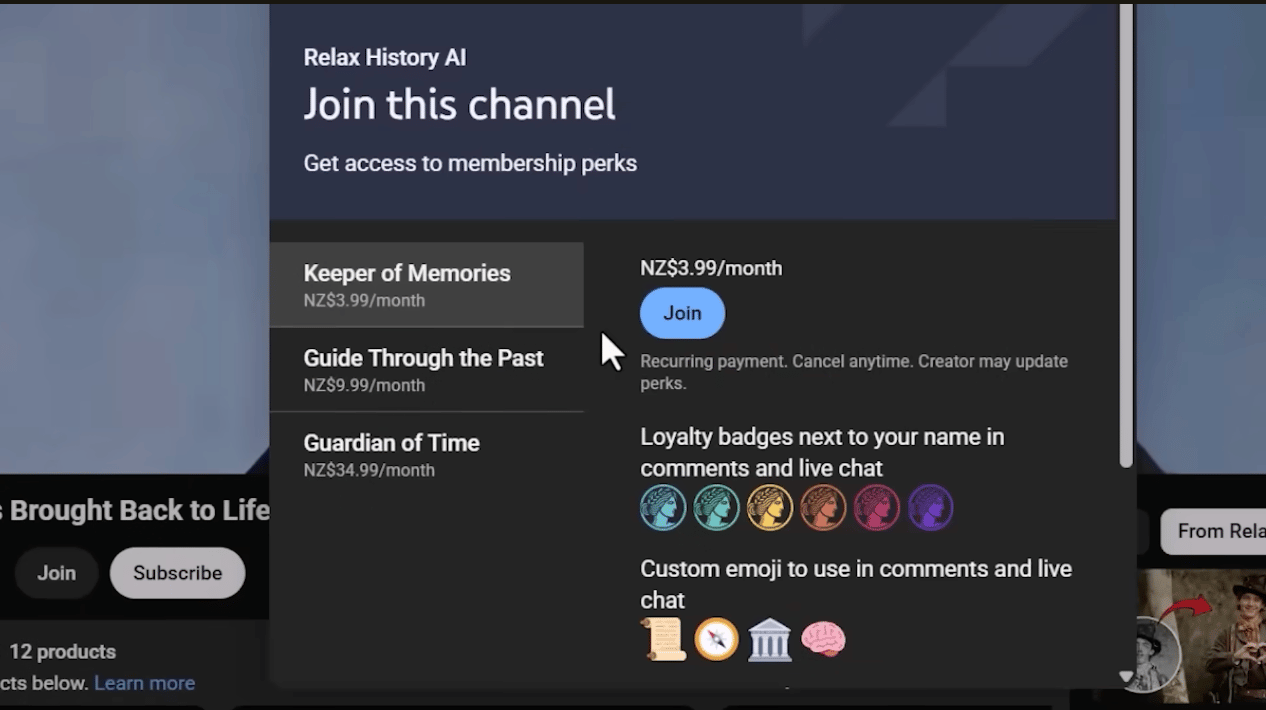 Relax History AI
Join this channel
Get access to membership perks
Keeper of Memories
NZ$3.99/month
Guide Through the Past
NZ$9.99/month
Guardian of Time
NZ$34.99/month
NZ$3.99/month
Join
Recurring payment. Cancel anytime. Creator may update
perks.
Loyalty badges next to your name in
comments and live chat
Custom emoji to use in comments and live
chat
s Brought Back to Life
Join
Subscribe
12 products
cts below. Learn more
From Rela